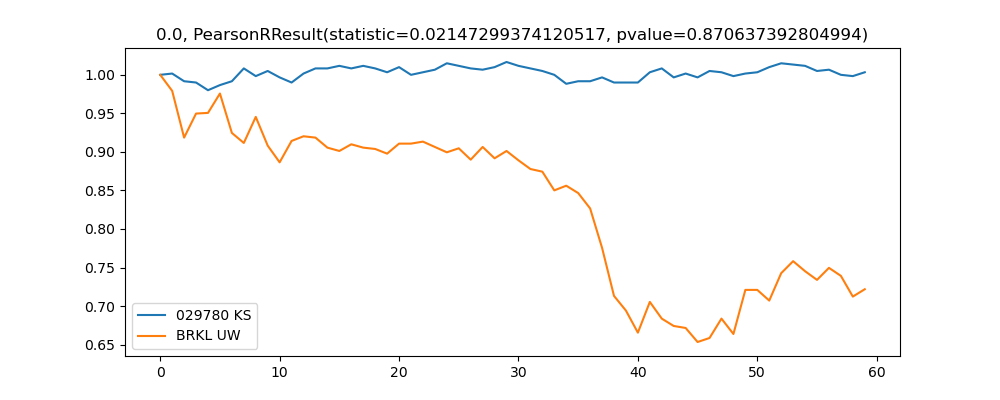 0.0, PearsonRResult(statistic=0.02147299374120517, pvalue=0.870637392804994)
1.00
0.95
0.90
0.85
0.80
0.75
0.70
0.65
029780 KS
BRKL UW
0 10 20 30 40 50 60